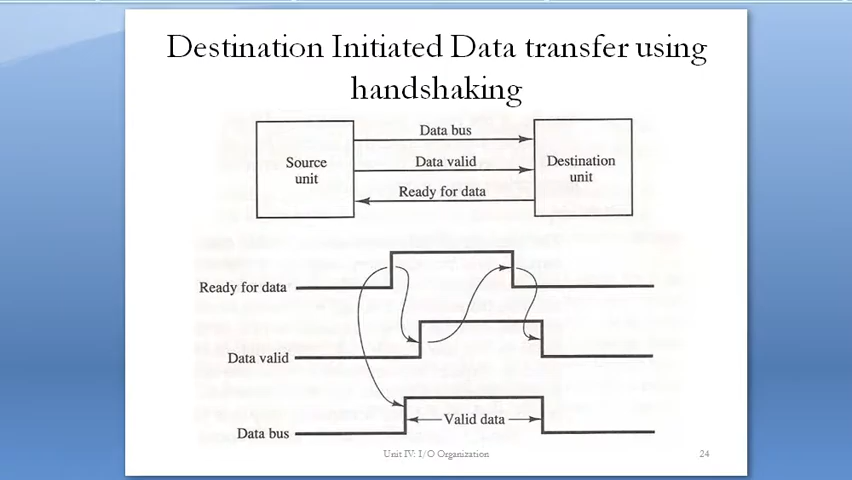 Destination Initiated Data transfer using
handshaking
Data bus
Source
unit
Data valid
Destination
unit
Ready for data
Ready for data
Data valid
Data bus
Valid data
Unit IV: I/O Organization
24